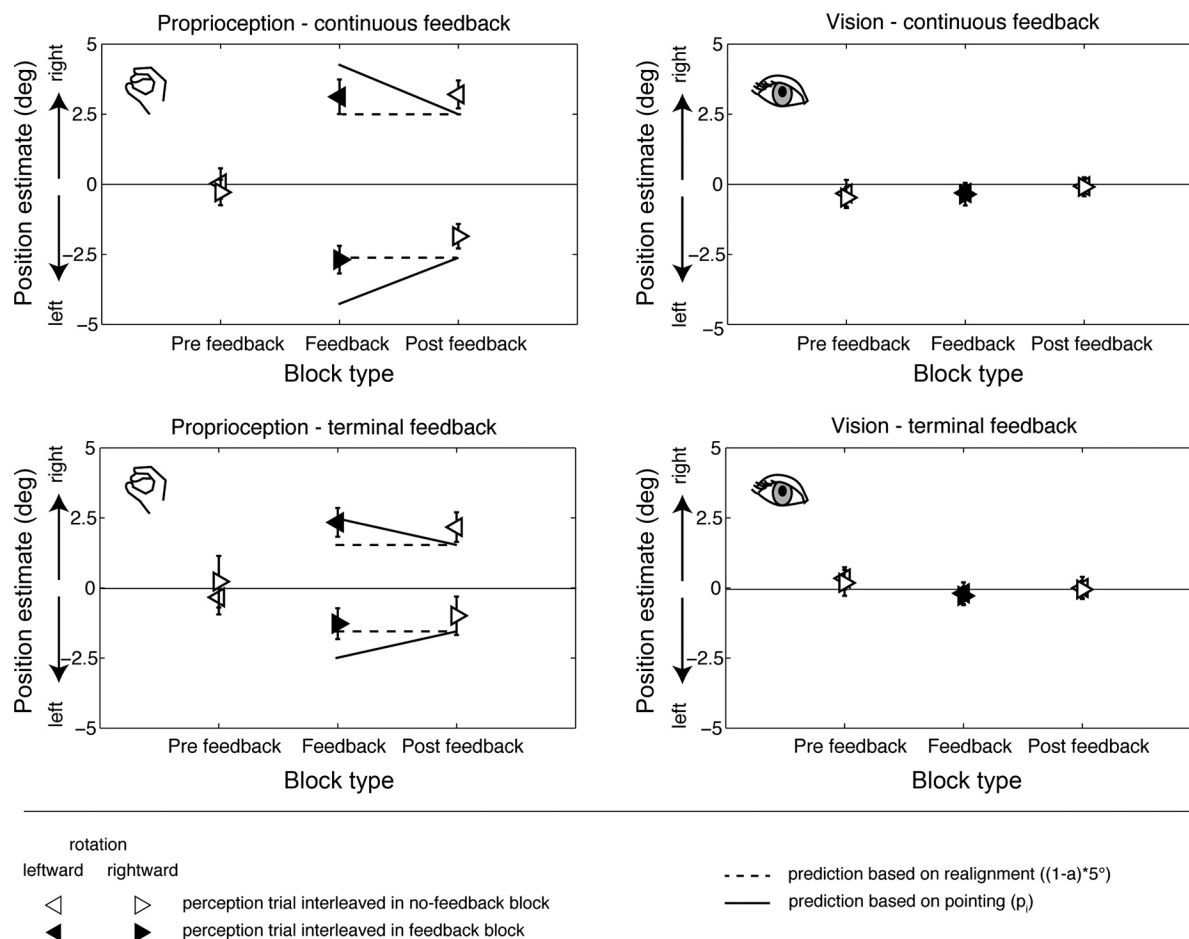 Proprioception - continuous feedback
Position estimate (deg)
right
left
5
2.5
0
−2.5
−5
Pre feedback Feedback Post feedback
Block type
Vision - continuous feedback
Position estimate (deg)
right
left
5
2.5
0
−2.5
−5
Pre feedback Feedback Post feedback
Block type
Proprioception - terminal feedback
Position estimate (deg)
right
left
5
2.5
0
−2.5
−5
Pre feedback Feedback Post feedback
Block type
Vision - terminal feedback
Position estimate (deg)
right
left
5
2.5
0
−2.5
−5
Pre feedback Feedback Post feedback
Block type
rotation
leftward rightward
perception trial interleaved in no-feedback block
perception trial interleaved in feedback block
prediction based on realignment ((1-a)*5°)
prediction based on pointing (pi)